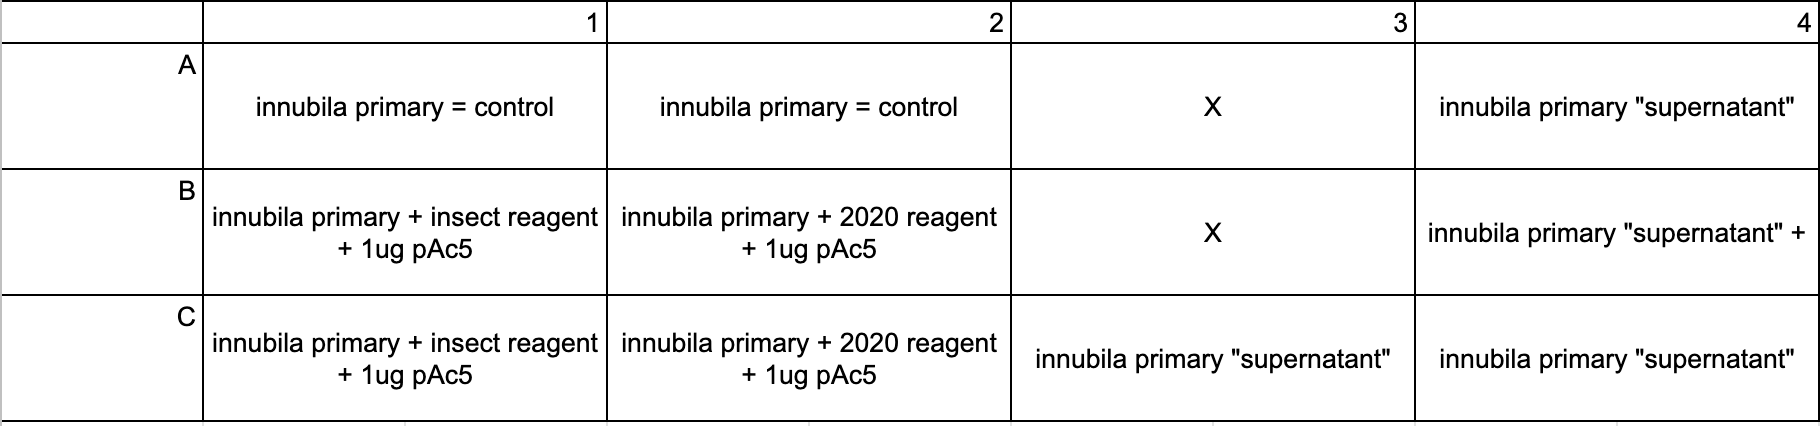 1 2 3 4
A
innubila primary = control innubila primary = control X innubila primary "supernatant"
B
innubila primary + insect reagent innubila primary + 2020 reagent X innubila primary "supernatant" +
+ 1ug pAc5 + 1ug pAc5
C
innubila primary + insect reagent innubila primary + 2020 reagent innubila primary "supernatant" innubila primary "supernatant"
+ 1ug pAc5 + 1ug pAc5